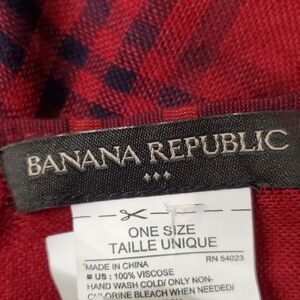 BANANA REPUBLIC
ONE SIZE
TAILLE UNIQUE
RN 54023
MADE IN CHINA
US : 100% VISCOSE
HAND WASH COLD/ ONLY NON-
CHLORINE BLEACH WHEN NEEDED/